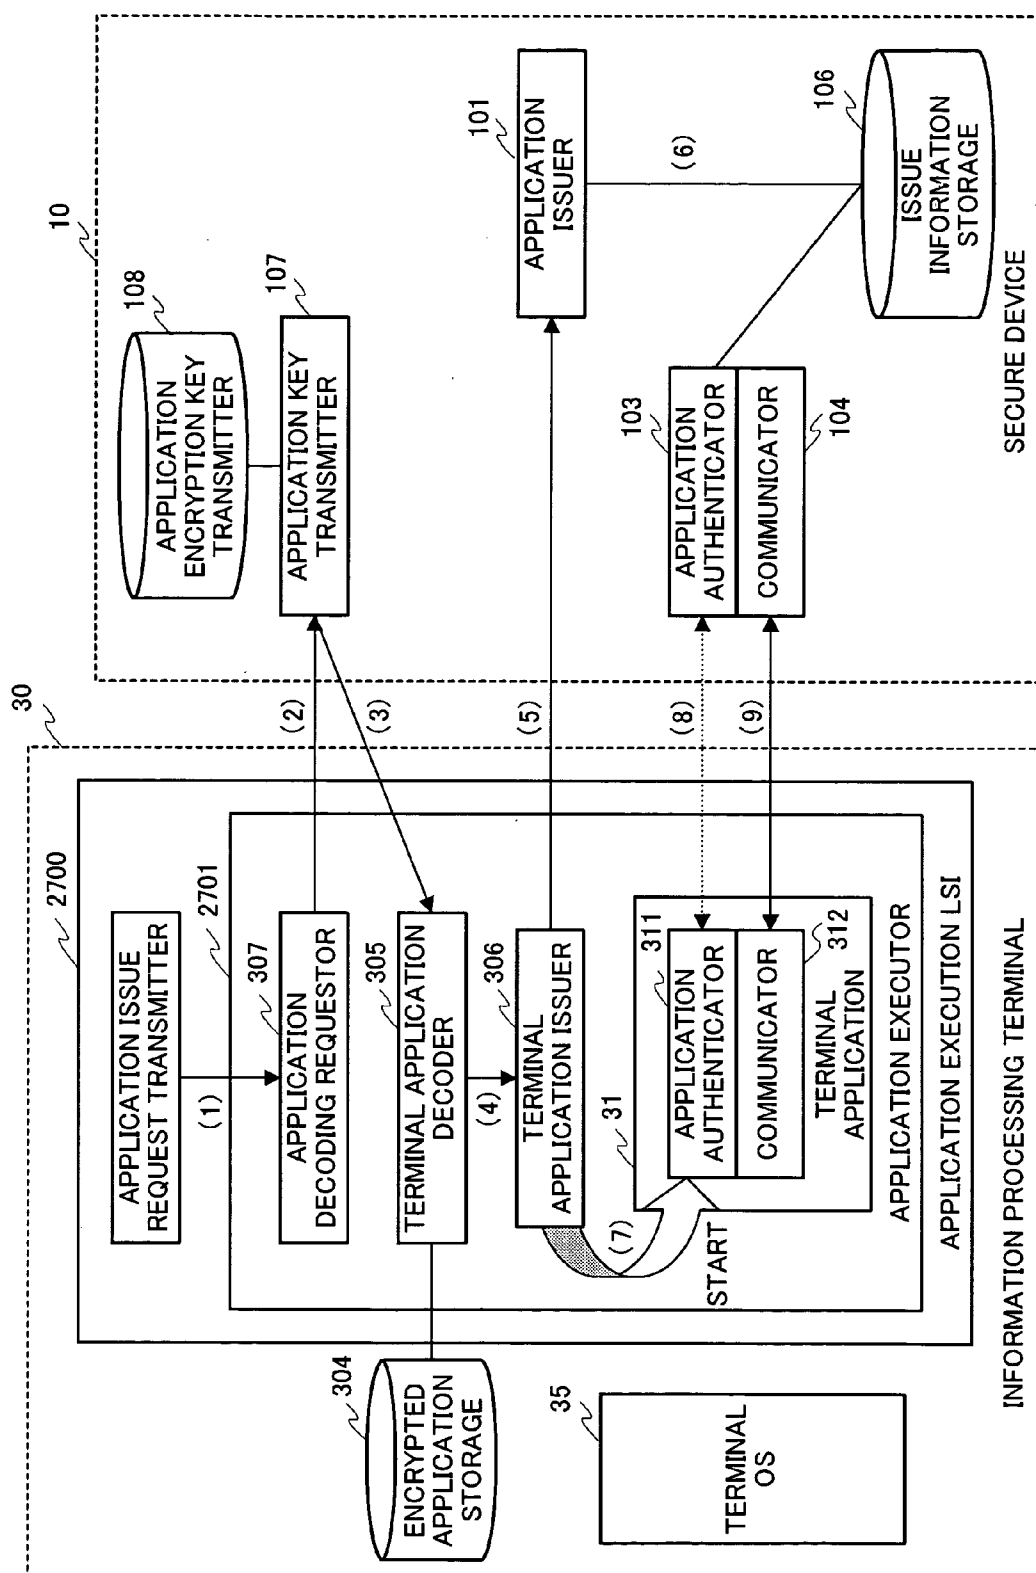 30
2700
APPLICATION ISSUE
REQUEST TRANSMITTER
(1)
307
APPLICATION
DECODING REQUESTOR
2701
305
TERMINAL APPLICATION
DECODER
(4)
306
TERMINAL
APPLICATION ISSUER
(7)
START
31
311
APPLICATION
AUTHENTICATOR
COMMUNICATOR
312
TERMINAL
APPLICATION
APPLICATION EXECUTOR
APPLICATION EXECUTION LSI
304
ENCRYPTED
APPLICATION
STORAGE
35
TERMINAL
OS
INFORMATION PROCESSING TERMINAL
(2)
(3)
(5)
(8)
(9)
10
108
APPLICATION
ENCRYPTION KEY
TRANSMITTER
107
APPLICATION KEY
TRANSMITTER
101
APPLICATION
ISSUER
(6)
103
APPLICATION
AUTHENTICATOR
COMMUNICATOR
104
106
ISSUE
INFORMATION
STORAGE
SECURE DEVICE